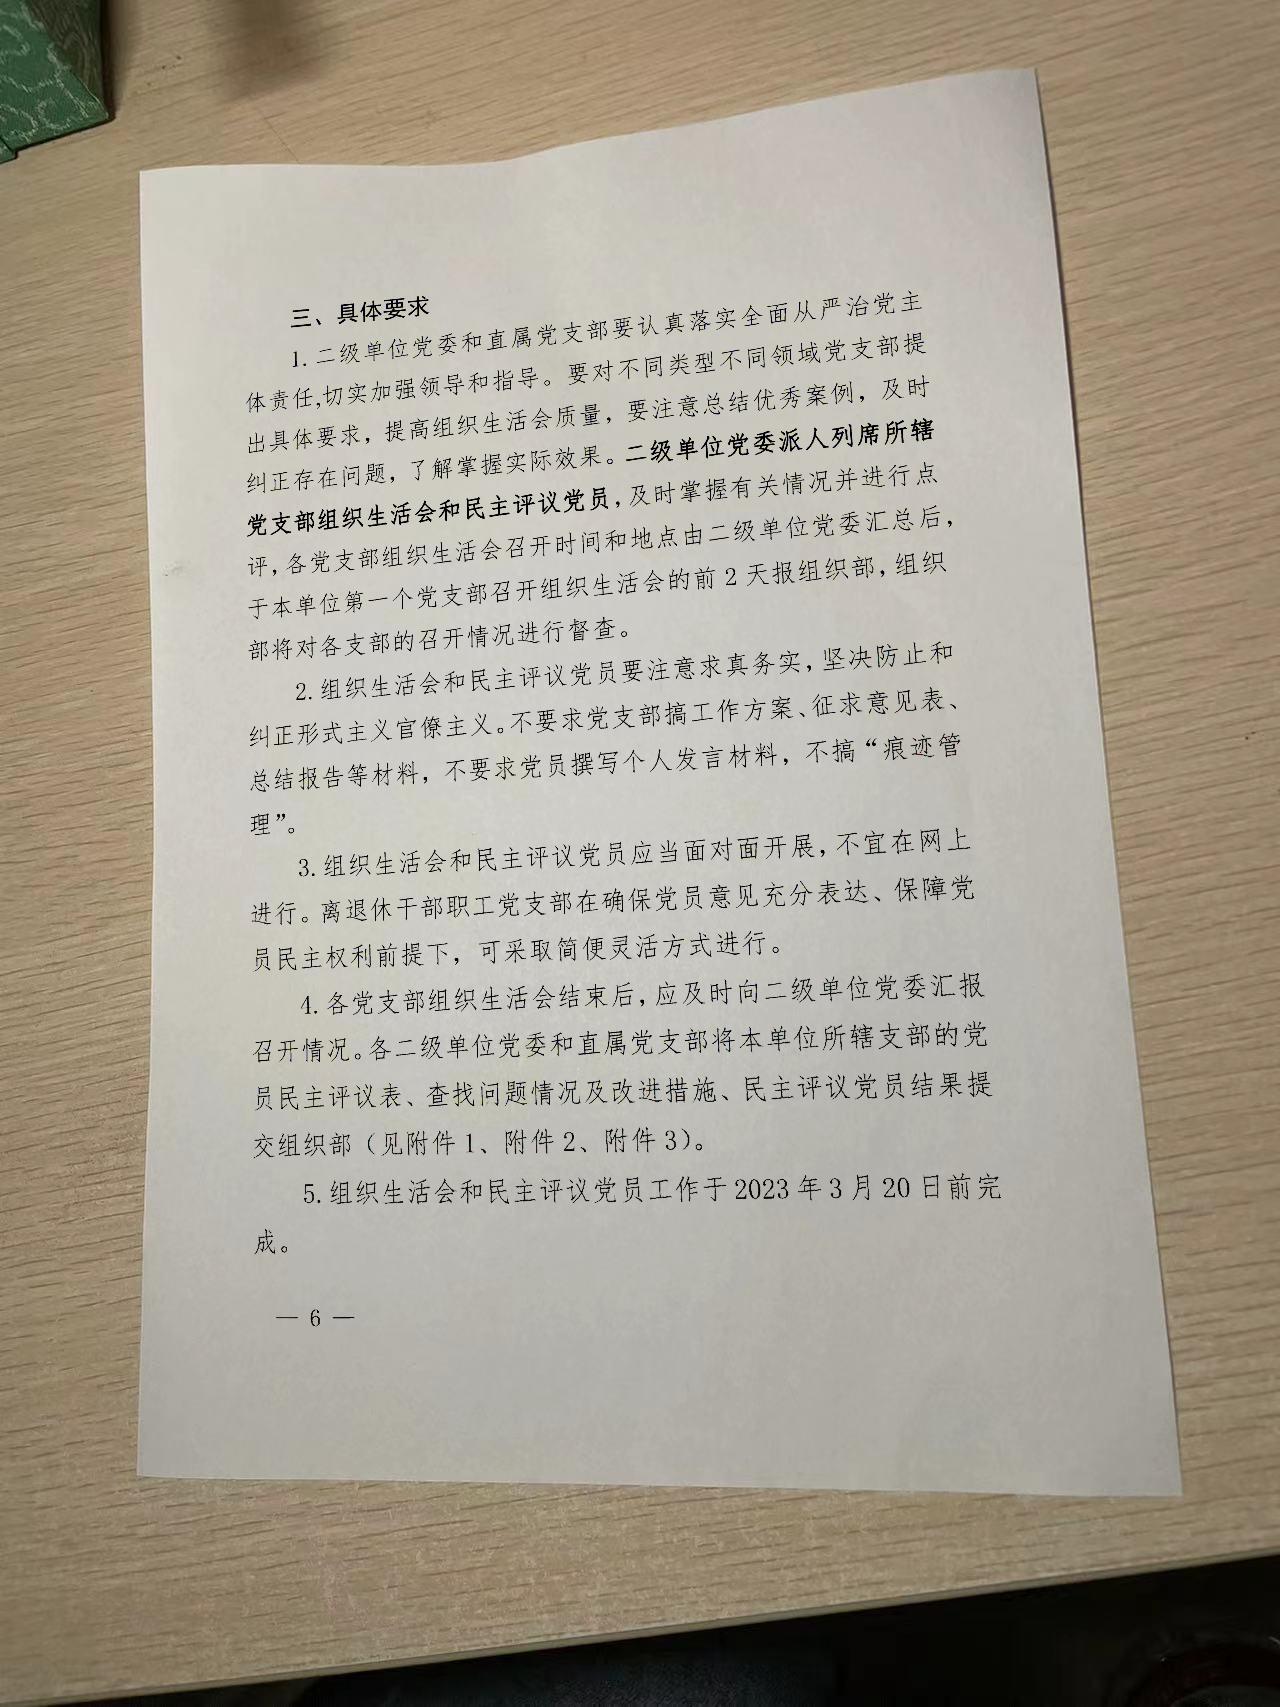 三、具体要求
1.二级单位党委和直属党支部要认真落实全面从严治党主
体责任,切实加强领导和指导。要对不同类型不同领域党支部提
出具体要求，提高组织生活会质量，要注意总结优秀案例，及时
纠正存在问题，了解掌握实际效果。二级单位党委派人列席所辖
党支部组织生活会和民主评议党员，及时掌握有关情况并进行点
评，各党支部组织生活会召开时间和地点由二级单位党委汇总后，
于本单位第一个党支部召开组织生活会的前2天报组织部，组织
部将对各支部的召开情况进行督查。
2.组织生活会和民主评议党员要注意求真务实，坚决防止和
纠正形式主义官僚主义。不要求党支部搞工作方案、征求意见表、
总结报告等材料，不要求党员撰写个人发言材料，不搞“痕迹管
理”。
3.组织生活会和民主评议党员应当面对面开展，不宜在网上
进行。离退休干部职工党支部在确保党员意见充分表达、保障党
员民主权利前提下，可采取简便灵活方式进行。
4.各党支部组织生活会结束后，应及时向二级单位党委汇报
召开情况。各二级单位党委和直属党支部将本单位所辖支部的党
员民主评议表、查找问题情况及改进措施、民主评议党员结果提
交组织部（见附件1、附件2、附件3）。
5.组织生活会和民主评议党员工作于2023年3月20日前完
成。
— 6 —